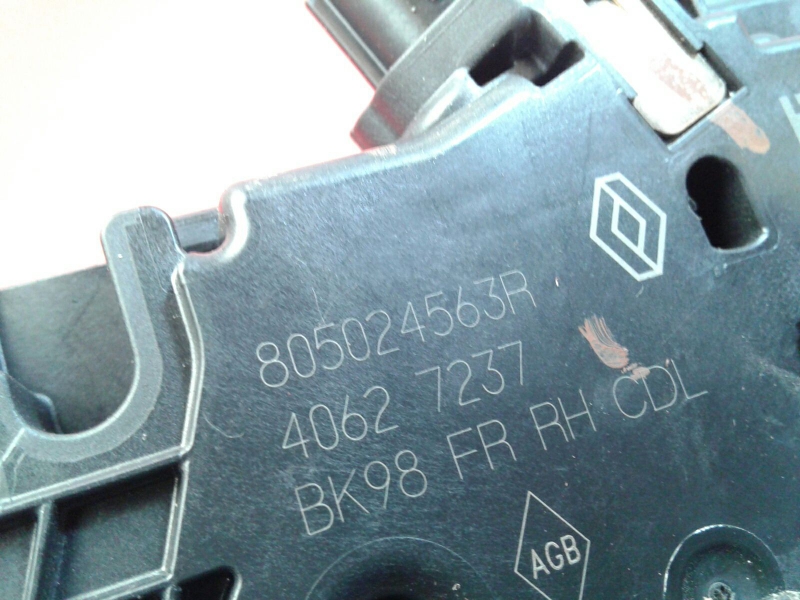 805024563R
4062 7237
BK98 FR RH CDL
AGB